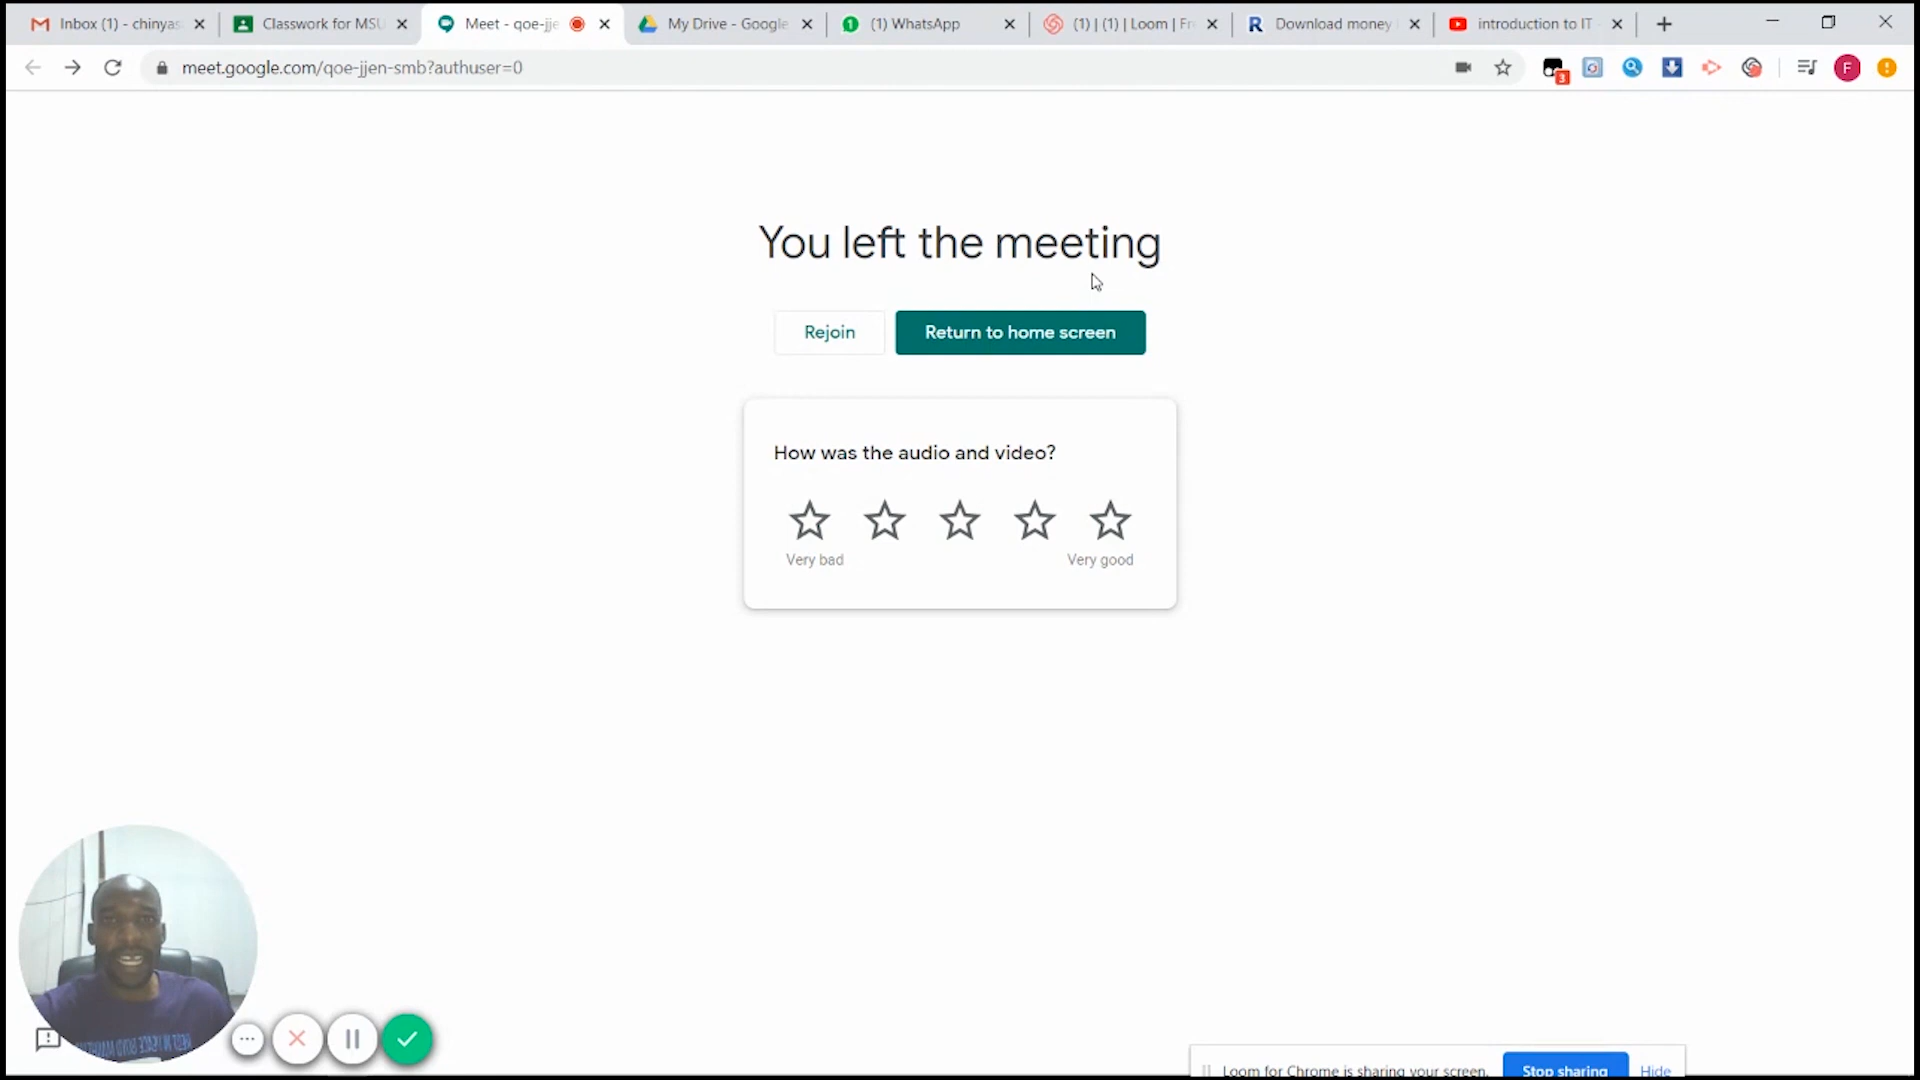 Inbox (1) - chinyas
Classwork for MSU
Meet - qoe-jje
My Drive - Google
1
(1) WhatsApp
(1) | (1) | Loom | Fr
R
Download money
introduction to IT -
meet.google.com/qoe-jjen-smb?authuser=0
3
F
You left the meeting
Rejoin
Return to home screen
How was the audio and video?
Very bad
Very good
Loom for Chrome is sharing your screen.
Stop sharing
Hide